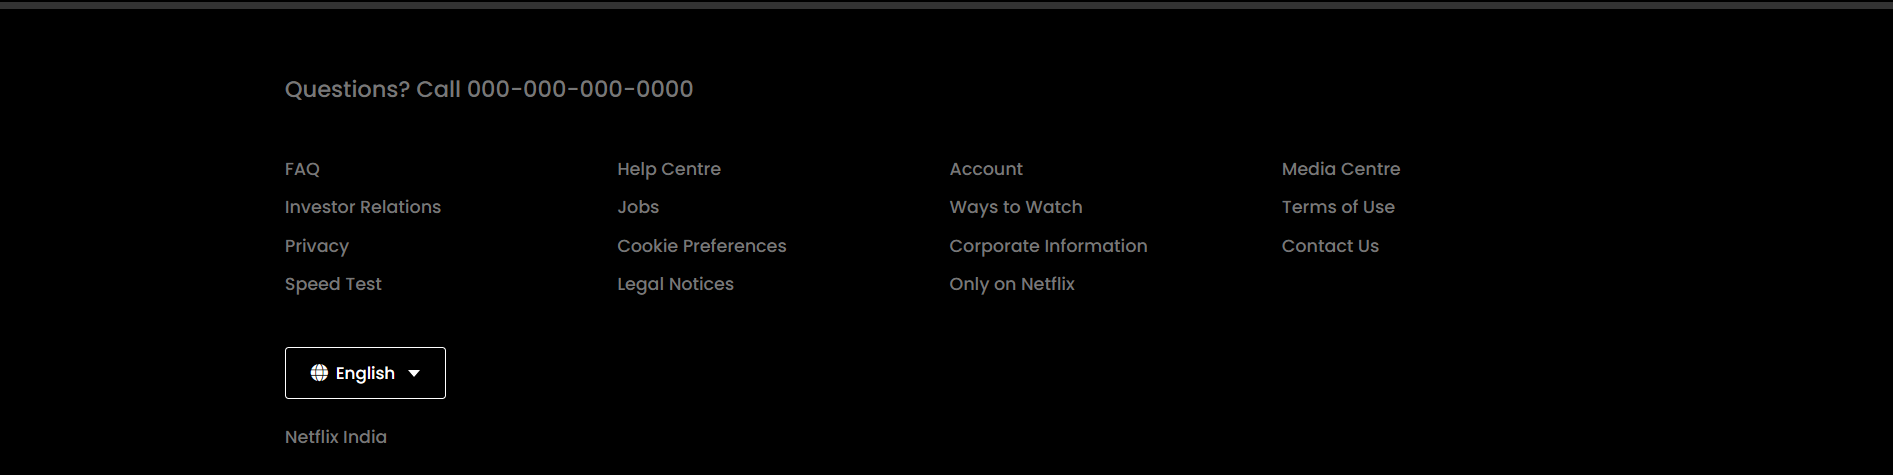 Questions? Call 000-000-000-0000
FAQ
Help Centre
Account
Media Centre
Investor Relations
Jobs
Ways to Watch
Terms of Use
Privacy
Cookie Preferences
Corporate Information
Contact Us
Speed Test
Legal Notices
Only on Netflix
English
Netflix India